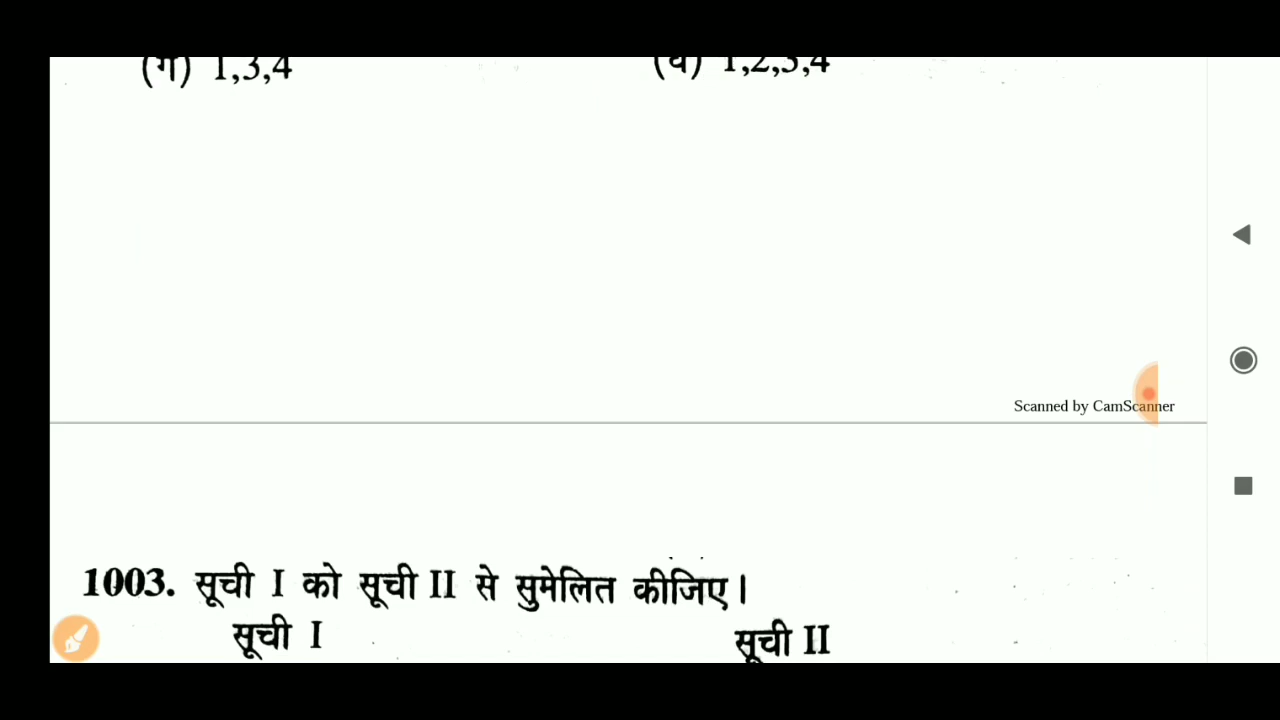 (ग) 1,3,4 (घ) 1,2,3,4
Scanned by CamScanner
1003. सूची I को सूची II से सुमेलित कीजिए।
सूची I सूची II